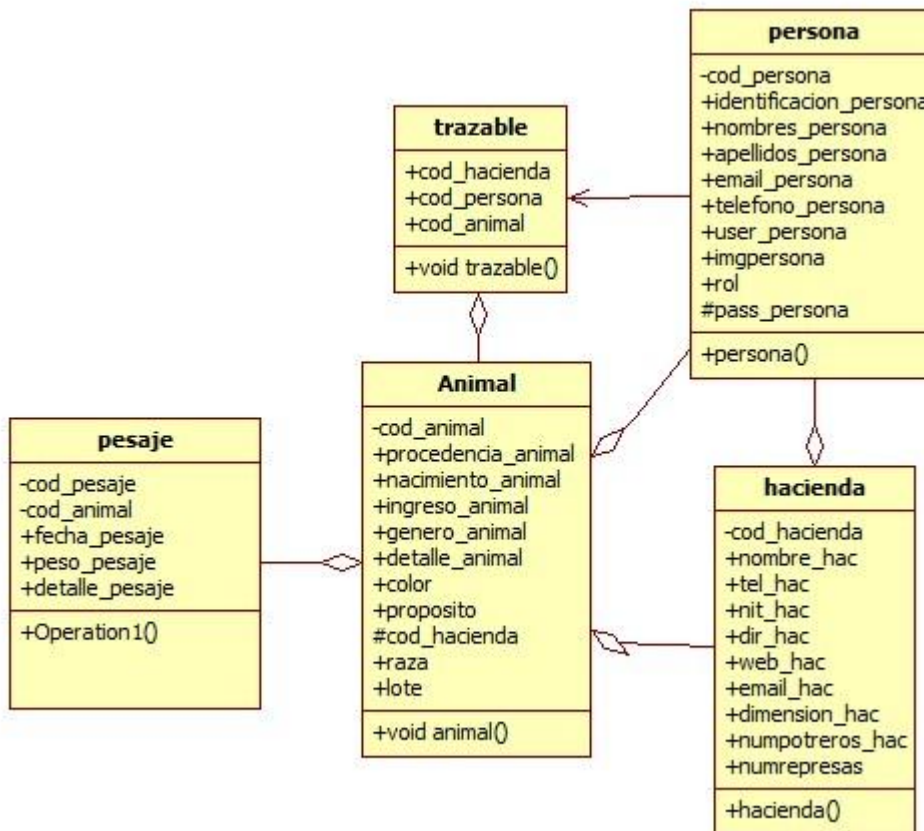 persona
-cod_persona
+identificacion_persona
+nombres_persona
+apellidos_persona
+email_persona
+telefono_persona
+user_persona
+imgpersona
+rol
#pass_persona
+persona()
trazable
+cod_hacienda
+cod_persona
+cod_animal
+void trazable()
Animal
-cod_animal
+procedencia_animal
+nacimiento_animal
+ingreso_animal
+genero_animal
+detalle_animal
+color
+proposito
#cod_hacienda
+raza
+lote
+void animal()
pesaje
-cod_pesaje
-cod_animal
+fecha_pesaje
+peso_pesaje
+detalle_pesaje
+Operation1()
hacienda
-cod_hacienda
+nombre_hac
+tel_hac
+nit_hac
+dir_hac
+web_hac
+email_hac
+dimension_hac
+numpotreros_hac
+numrepresas
+hacienda()